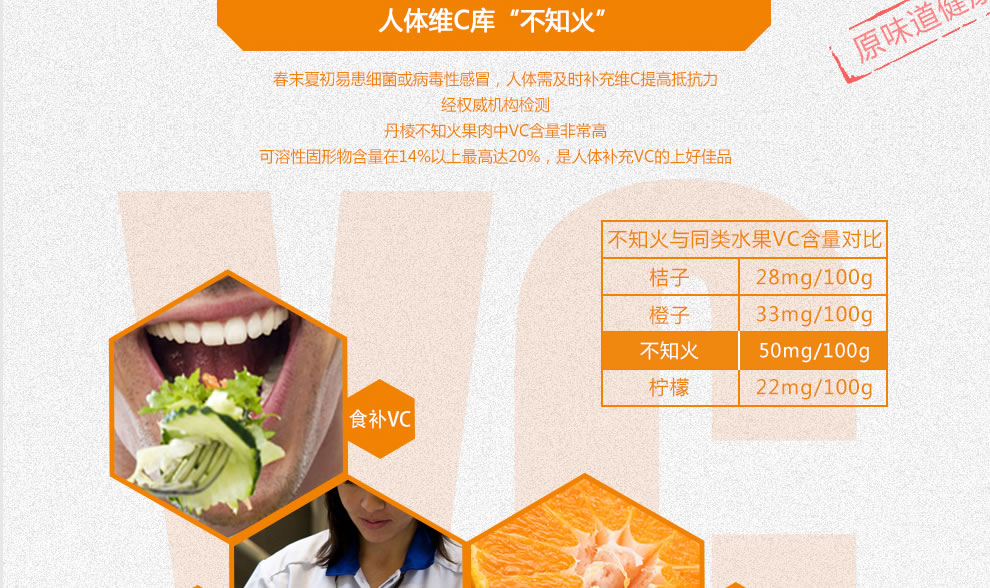 人体维C库“不知火”
原味道健康
春末夏初易患细菌或病毒性感冒，人体需及时补充维C提高抵抗力
经权威机构检测
丹棱不知火果肉中VC含量非常高
可溶性固形物含量在14%以上最高达20%，是人体补充VC的上好佳品
VC
不知火与同类水果VC含量对比
桔子 28mg/100g
橙子 33mg/100g
不知火 50mg/100g
柠檬 22mg/100g
食补VC